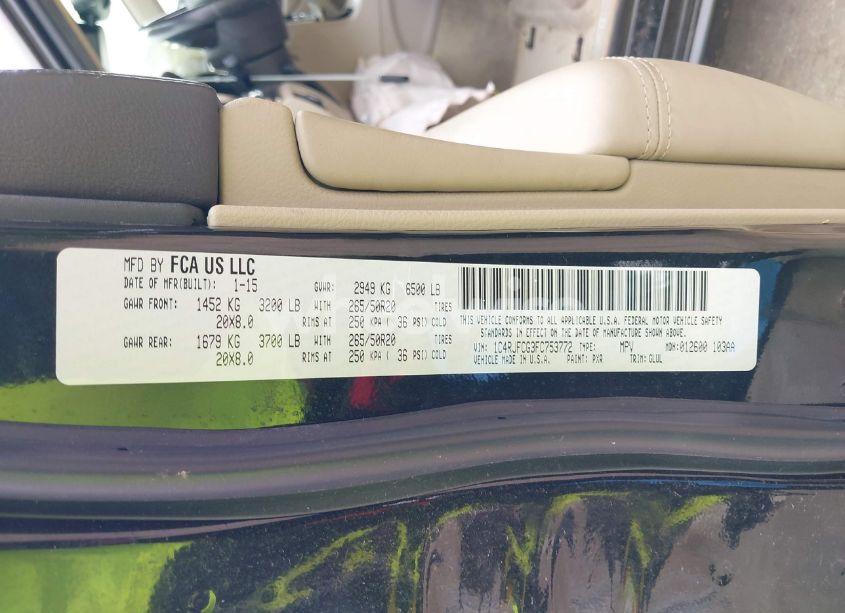 MFD BY FCA US LLC
DATE OF MFR(BUILT): 1-15 GVWR: 2949 KG 6500 LB
GAWR FRONT: 1452 KG 3200 LB WITH 265/50R20 TIRES
20X8.0 RIMS AT 250 KPA ( 36 PSI) COLD
GAWR REAR: 1679 KG 3700 LB WITH 265/50R20 TIRES
20X8.0 RIMS AT 250 KPA ( 36 PSI) COLD
THIS VEHICLE CONFORMS TO ALL APPLICABLE U.S.A. FEDERAL MOTOR VEHICLE SAFETY
STANDARDS IN EFFECT ON THE DATE OF MANUFACTURE SHOWN ABOVE.
VIN: 1C4RJFCG3FC753772 TYPE: MPV MDH:012600 103AA
VEHICLE MADE IN U.S.A. PAINT: PXR TRIM: GLUL